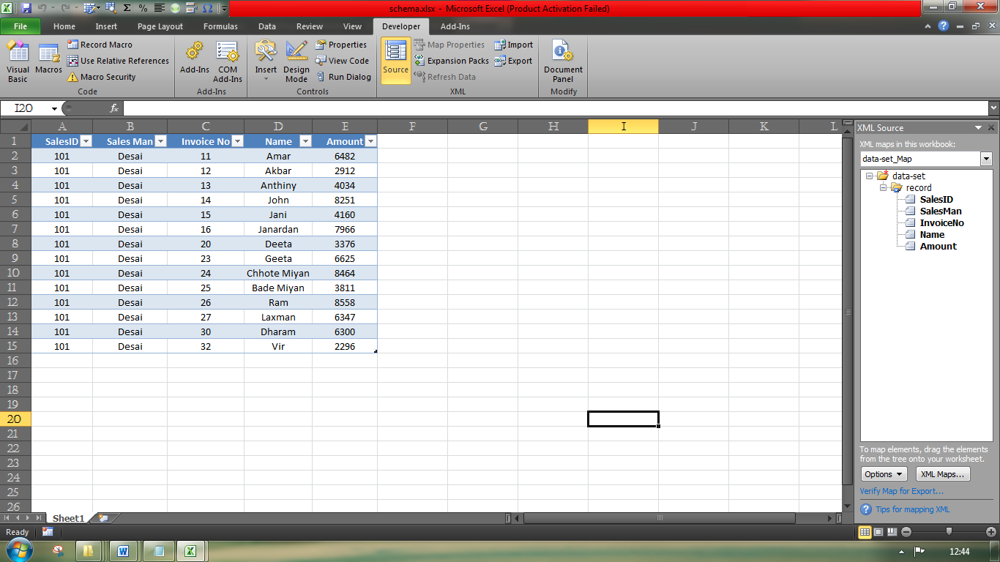 schema.xlsx - Microsoft Excel (Product Activation Failed)
File Home Insert Page Layout Formulas Data Review View Developer Add-Ins
Visual Basic
Macros
Record Macro
Use Relative References
Macro Security
Code
Add-Ins
COM Add-Ins
Add-Ins
Insert
Design Mode
Properties
View Code
Run Dialog
Controls
Source
Map Properties
Expansion Packs
Refresh Data
Import
Export
XML
Document Panel
Modify
I20 fx
A B C D E F G H I J K L
1 SalesID Sales Man Invoice No Name Amount
2 101 Desai 11 Amar 6482
3 101 Desai 12 Akbar 2912
4 101 Desai 13 Anthiny 4034
5 101 Desai 14 John 8251
6 101 Desai 15 Jani 4160
7 101 Desai 16 Janardan 7966
8 101 Desai 20 Deeta 3376
9 101 Desai 23 Geeta 6625
10 101 Desai 24 Chhote Miyan 8464
11 101 Desai 25 Bade Miyan 3811
12 101 Desai 26 Ram 8558
13 101 Desai 27 Laxman 6347
14 101 Desai 30 Dharam 6300
15 101 Desai 32 Vir 2296
16
17
18
19
20
21
22
23
24
25
26
XML Source
XML maps in this workbook:
data-set_Map
data-set
record
SalesID
SalesMan
InvoiceNo
Name
Amount
To map elements, drag the elements
from the tree onto your worksheet.
Options XML Maps...
Verify Map for Export...
Tips for mapping XML
Sheet1
Ready
12:44